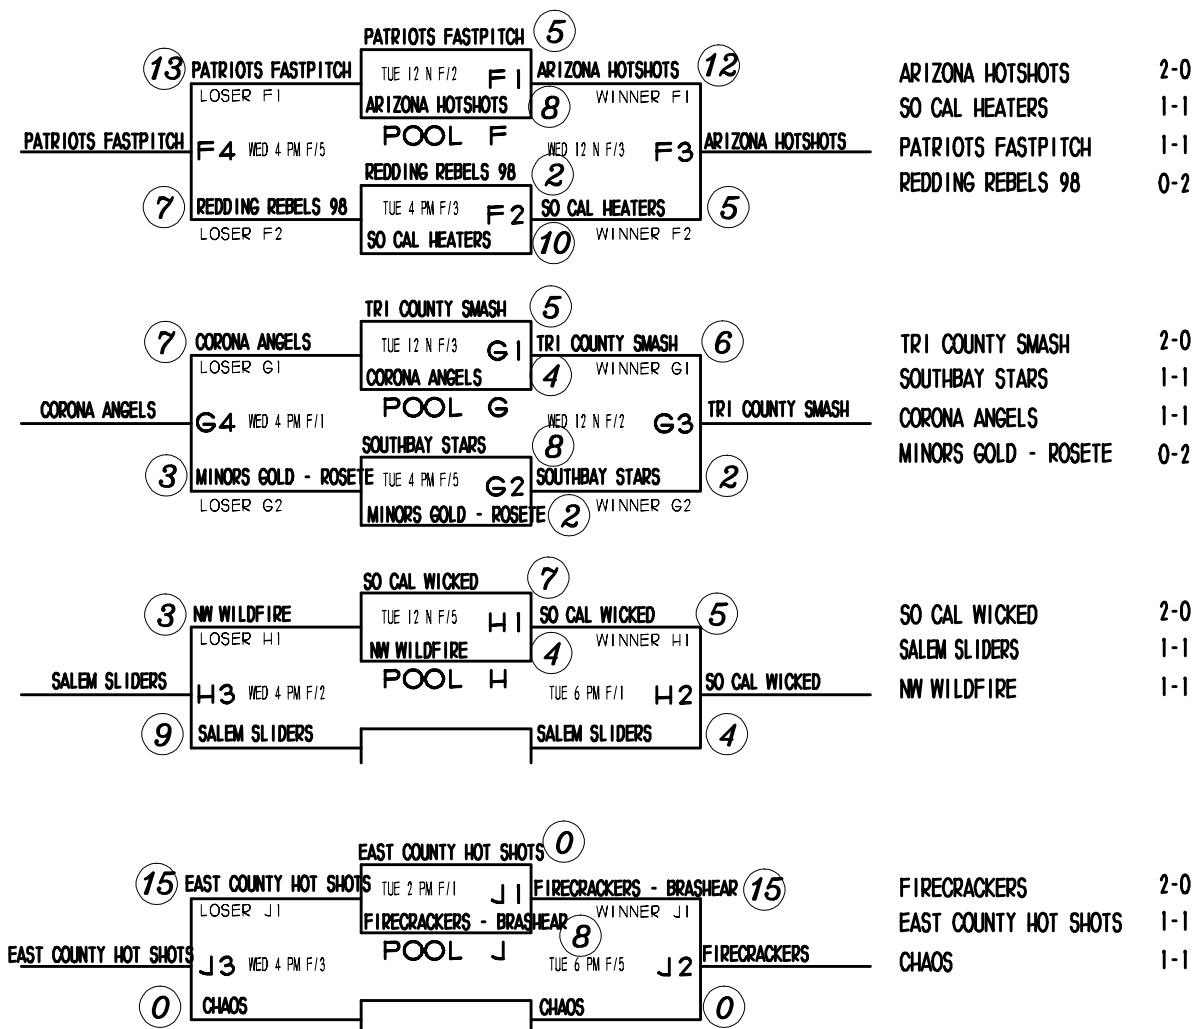 PATRIOTS FASTPITCH 5
13 PATRIOTS FASTPITCH TUE 12 N F/2 F1 ARIZONA HOTSHOTS 12 ARIZONA HOTSHOTS 2-0
LOSER F1 ARIZONA HOTSHOTS 8 WINNER F1 SO CAL HEATERS 1-1
PATRIOTS FASTPITCH F4 WED 4 PM F/5 POOL F WED 12 N F/3 F3 ARIZONA HOTSHOTS PATRIOTS FASTPITCH 1-1
REDDING REBELS 98 2 REDDING REBELS 98 0-2
7 REDDING REBELS 98 TUE 4 PM F/3 F2 SO CAL HEATERS 5
LOSER F2 SO CAL HEATERS 10 WINNER F2
TRI COUNTY SMASH 5
7 CORONA ANGELS TUE 12 N F/3 G1 TRI COUNTY SMASH 6 TRI COUNTY SMASH 2-0
LOSER G1 CORONA ANGELS 4 WINNER G1 SOUTHBAY STARS 1-1
CORONA ANGELS G4 WED 4 PM F/1 POOL G WED 12 N F/2 G3 TRI COUNTY SMASH CORONA ANGELS 1-1
SOUTHBAY STARS 8 MINORS GOLD - ROSETE 0-2
3 MINORS GOLD - ROSETE TUE 4 PM F/5 G2 SOUTHBAY STARS 2
LOSER G2 MINORS GOLD - ROSETE 2 WINNER G2
SO CAL WICKED 7
3 NW WILDFIRE TUE 12 N F/5 H1 SO CAL WICKED 5 SO CAL WICKED 2-0
LOSER H1 NW WILDFIRE 4 WINNER H1 SALEM SLIDERS 1-1
SALEM SLIDERS H3 WED 4 PM F/2 POOL H TUE 6 PM F/1 H2 SO CAL WICKED NW WILDFIRE 1-1
9 SALEM SLIDERS SALEM SLIDERS 4
EAST COUNTY HOT SHOTS 0
15 EAST COUNTY HOT SHOTS TUE 2 PM F/1 J1 FIRECRACKERS - BRASHEAR 15 FIRECRACKERS 2-0
LOSER J1 FIRECRACKERS - BRASHEAR 8 WINNER J1 EAST COUNTY HOT SHOTS 1-1
EAST COUNTY HOT SHOTS J3 WED 4 PM F/3 POOL J TUE 6 PM F/5 J2 FIRECRACKERS CHAOS 1-1
0 CHAOS CHAOS 0